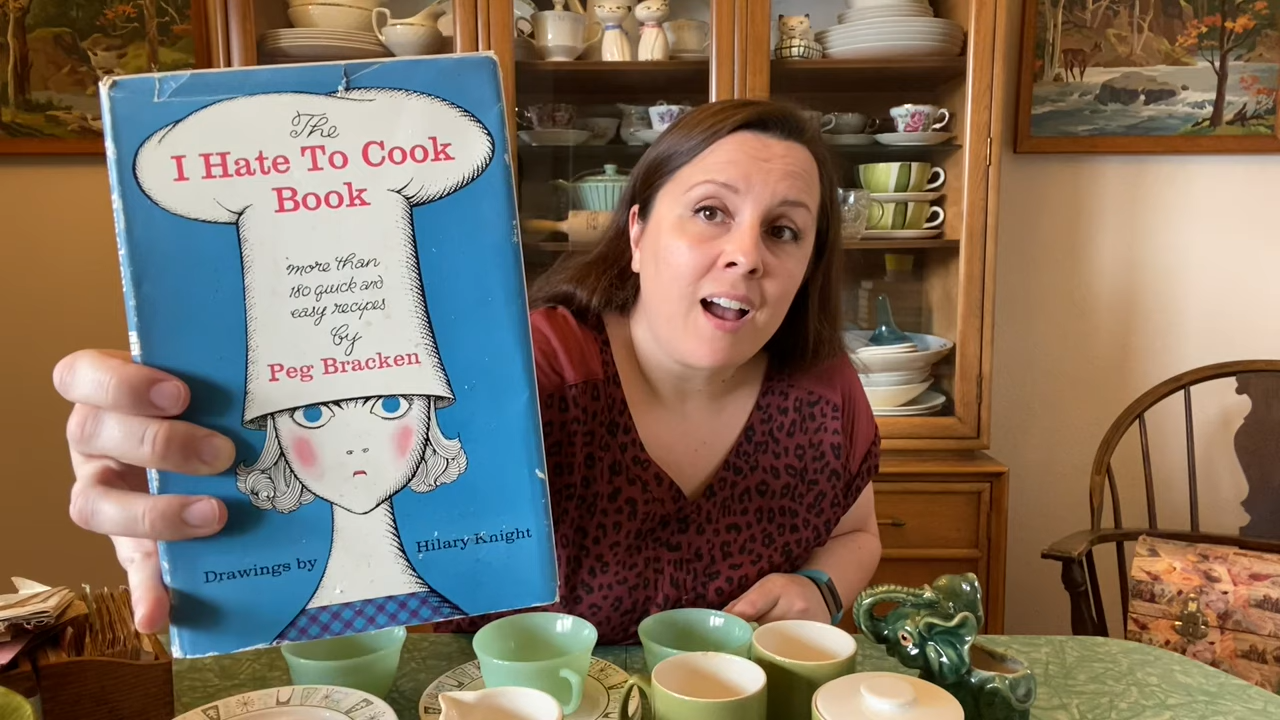 The
I Hate To Cook
Book
more than
180 quick and
easy recipes
by
Peg Bracken
Drawings by Hilary Knight